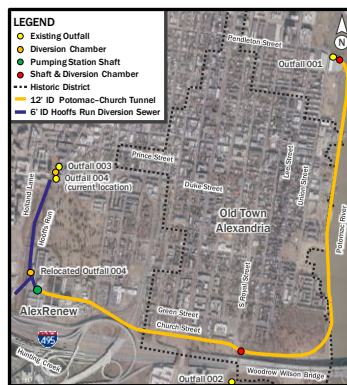 LEGEND
Existing Outfall
Diversion Chamber
Pumping Station Shaft
Shaft & Diversion Chamber
Historic District
12' ID Potomac–Church Tunnel
6' ID Hooffs Run Diversion Sewer
Pendleton Street
N
Outfall 001
Prince Street
Outfall 003
Outfall 004
(current location)
Duke Street
Lee Street
Union Street
Holland Lane
Hooffs Run
Old Town
Alexandria
Potomac River
Relocated Outfall 004
S Royal Street
AlexRenew
Green Street
Church Street
495
Hunting Creek
Woodrow Wilson Bridge
Outfall 002